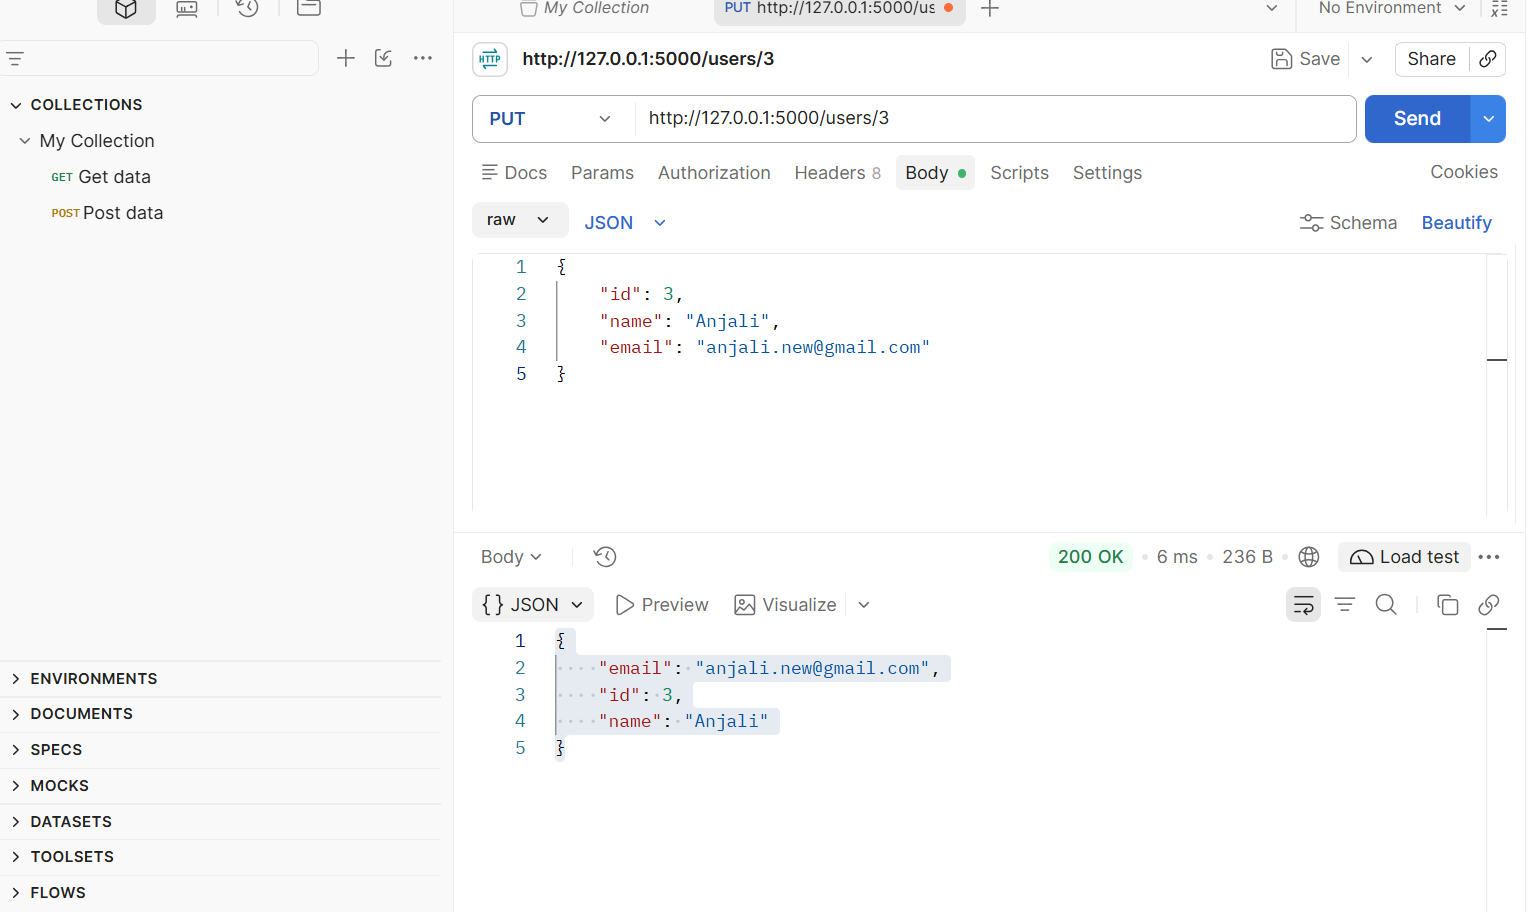 My Collection
PUT http://127.0.0.1:5000/us
No Environment
HTTP http://127.0.0.1:5000/users/3
Save
Share
COLLECTIONS
My Collection
GET Get data
POST Post data
PUT http://127.0.0.1:5000/users/3
Send
Docs Params Authorization Headers 8 Body Scripts Settings Cookies
raw JSON Schema Beautify
1 {
2 "id": 3,
3 "name": "Anjali",
4 "email": "anjali.new@gmail.com"
5 }
Body 200 OK 6 ms 236 B Load test
{} JSON Preview Visualize
1 {
2 "email": "anjali.new@gmail.com",
3 "id": 3,
4 "name": "Anjali"
5 }
ENVIRONMENTS
DOCUMENTS
SPECS
MOCKS
DATASETS
TOOLSETS
FLOWS